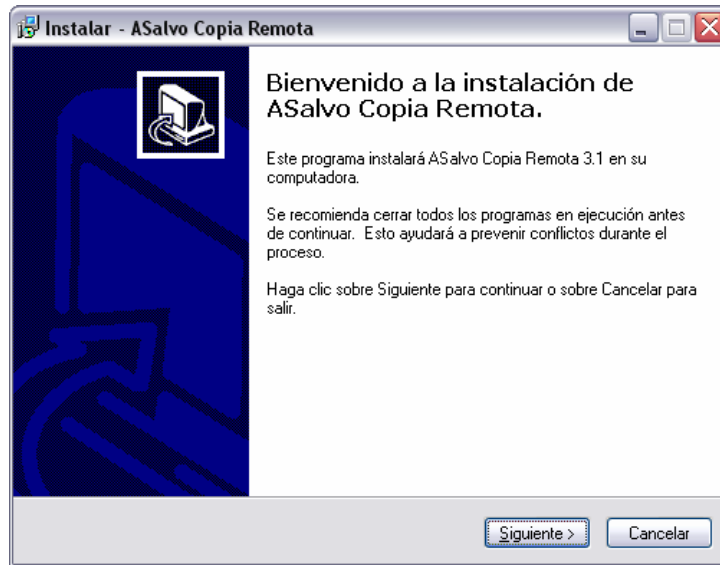 Instalar - ASalvo Copia Remota
Bienvenido a la instalación de
ASalvo Copia Remota.
Este programa instalará ASalvo Copia Remota 3.1 en su
computadora.
Se recomienda cerrar todos los programas en ejecución antes
de continuar. Esto ayudará a prevenir conflictos durante el
proceso.
Haga clic sobre Siguiente para continuar o sobre Cancelar para
salir.
Siguiente > Cancelar